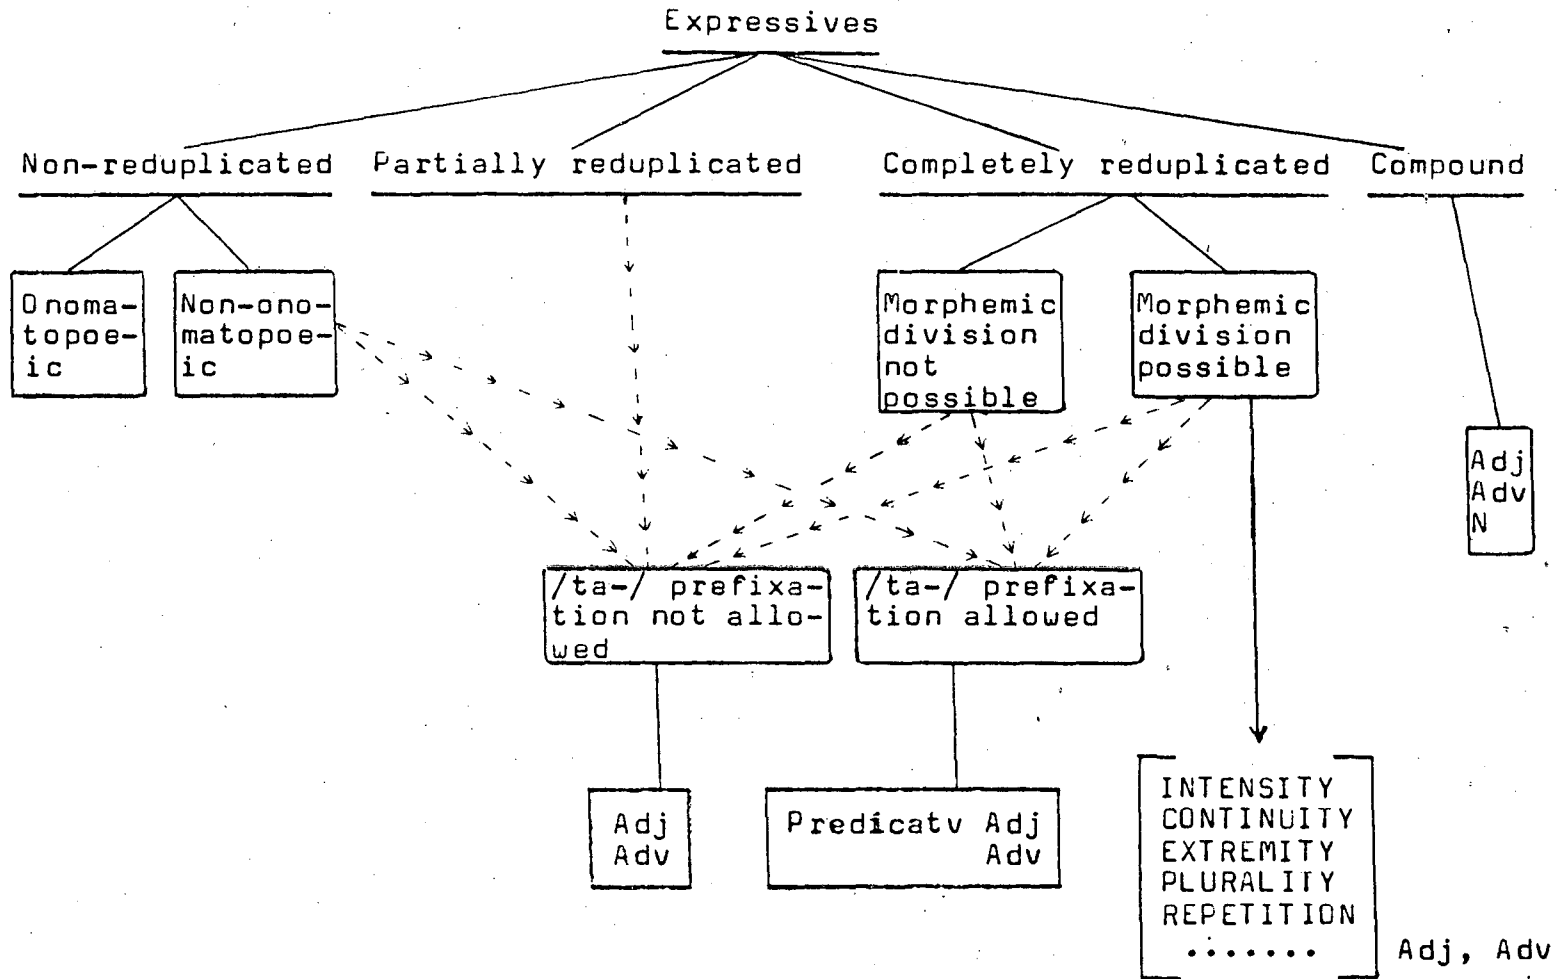 Expressives
Non-reduplicated
Partially reduplicated
Completely reduplicated
Compound
Onoma-
topoe-
ic
Non-ono-
matopoe-
ic
Morphemic
division
not
possible
Morphemic
division
possible
Adj
Adv
N
/ta-/ prefixa-
tion not allo-
wed
/ta-/ prefixa-
tion allowed
Adj
Adv
Predicatv Adj
Adv
INTENSITY
CONTINUITY
EXTREMITY
PLURALITY
REPETITION
.......
Adj, Adv